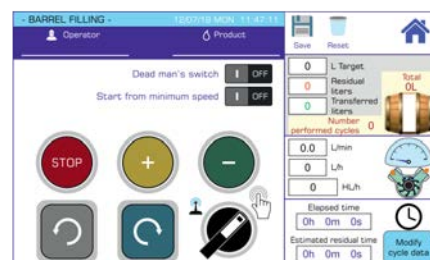 - BARREL FILLING -
12/07/19 MON 11:47:11
Operator
Product
Dead man's switch
I OFF
Start from minimum speed
I OFF
STOP
+
−
Save
Reset
0
L Target
0
Residual liters
0
Transferred liters
Total
0L
Number performed cycles 0
0.0
L/min
0
L/h
0
HL/h
Elapsed time
0h 0m 0s
Estimated residual time
0h 0m 0s
Modify
cycle data